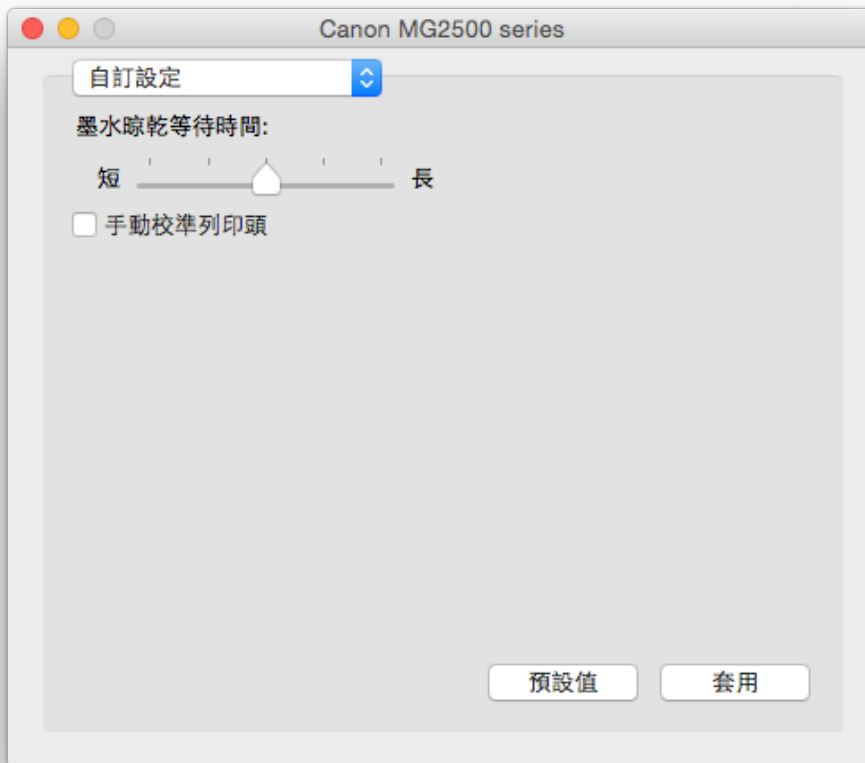 Canon MG2500 series
自訂設定
墨水晾乾等待時間:
短 長
手動校準列印頭
預設值 套用